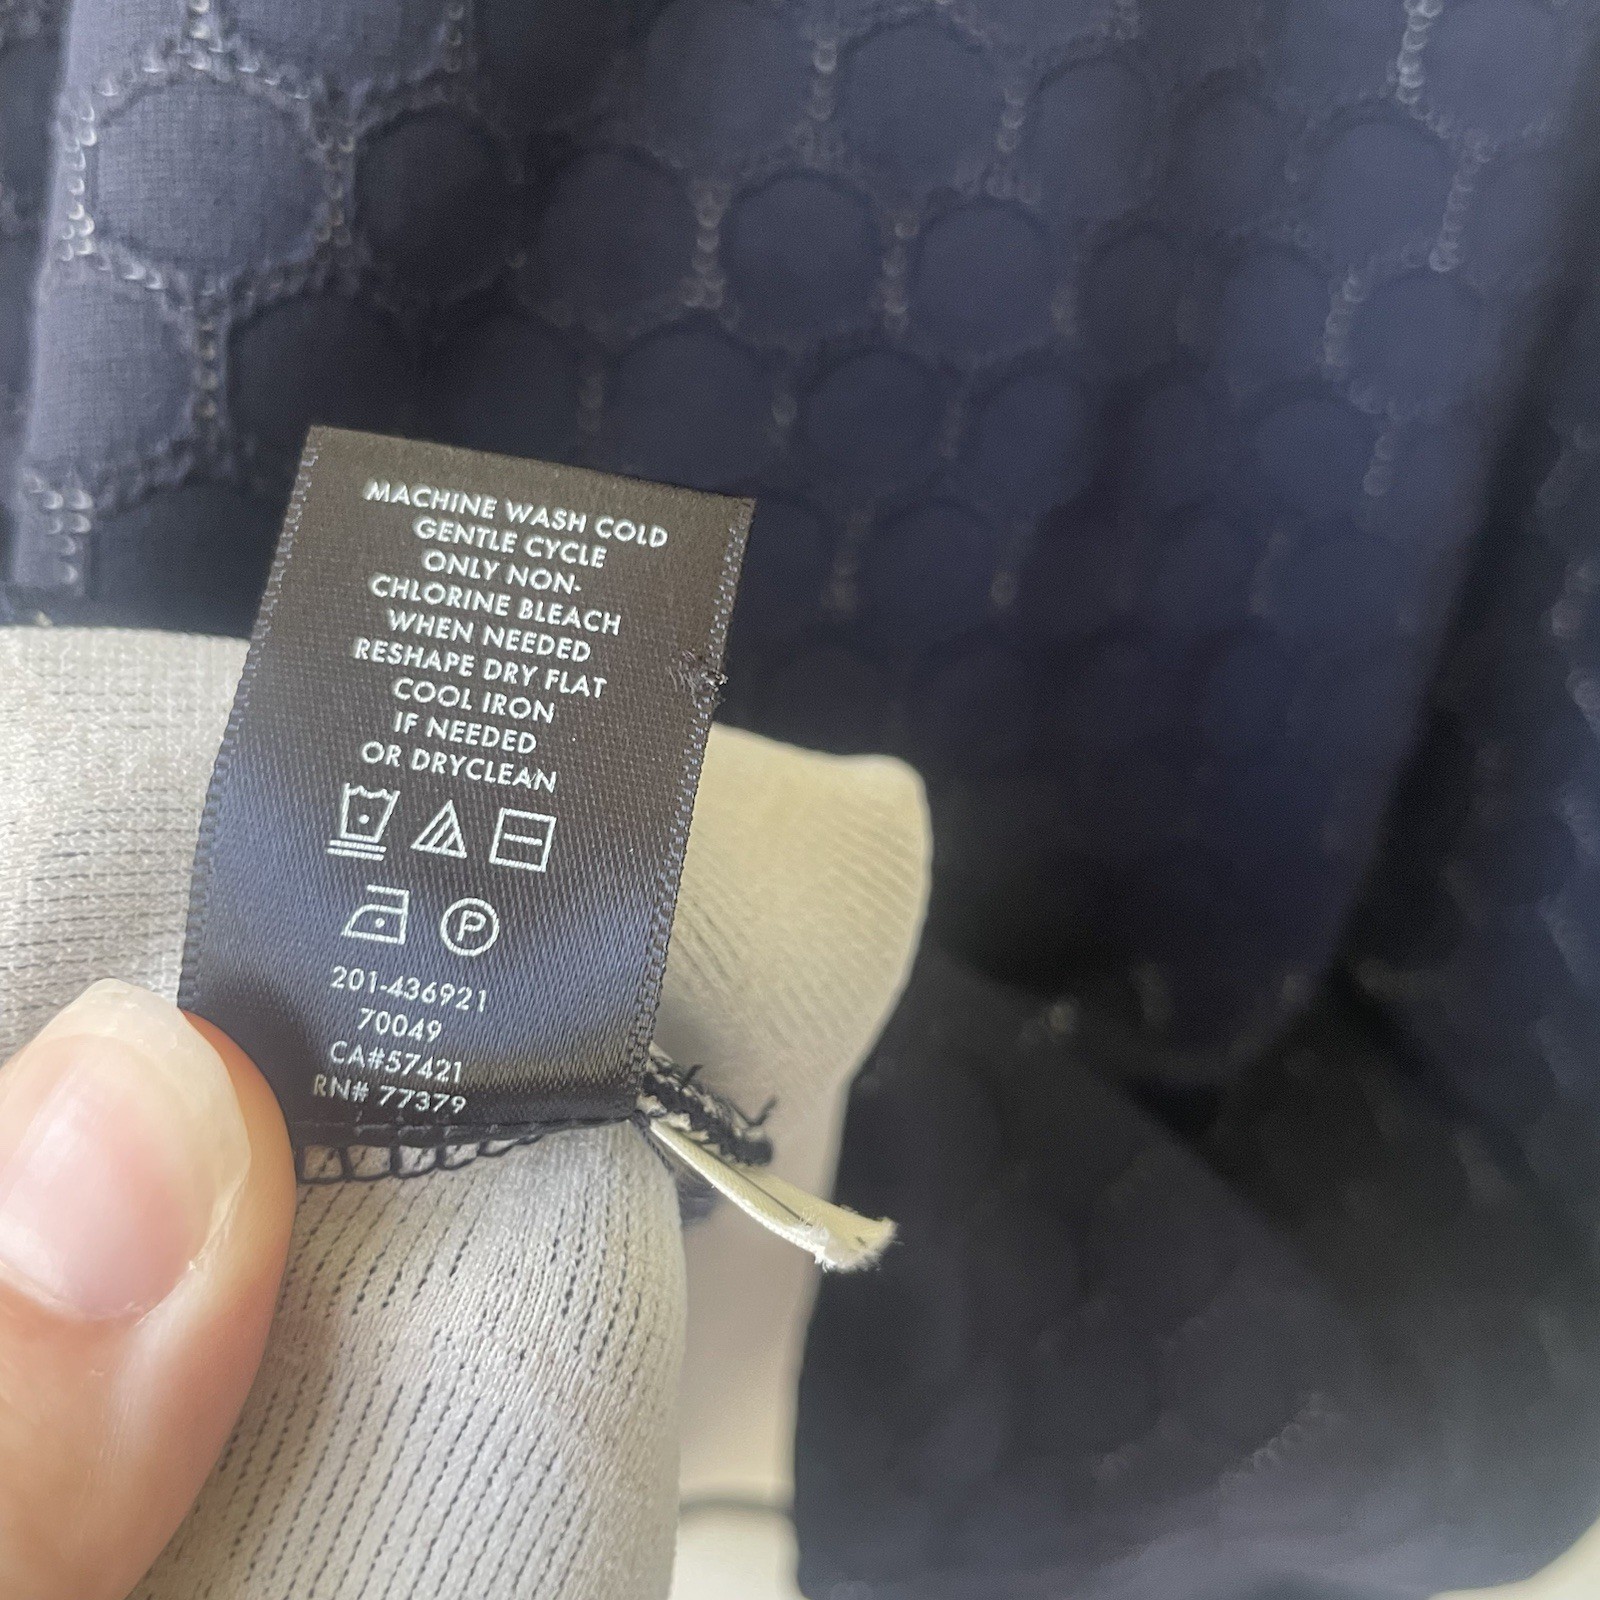 MACHINE WASH COLD
GENTLE CYCLE
ONLY NON-
CHLORINE BLEACH
WHEN NEEDED
RESHAPE DRY FLAT
COOL IRON
IF NEEDED
OR DRYCLEAN
P
201-436921
70049
CA#57421
RN# 77379